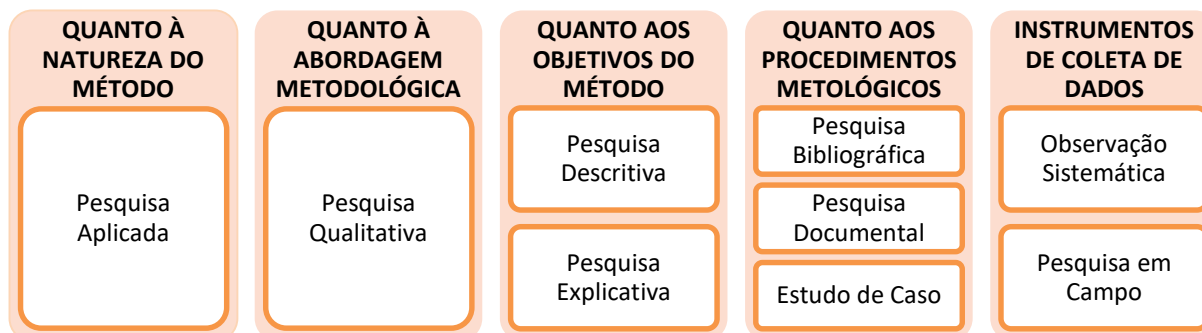 QUANTO À
NATUREZA DO
MÉTODO
Pesquisa
Aplicada
QUANTO À
ABORDAGEM
METODOLÓGICA
Pesquisa
Qualitativa
QUANTO AOS
OBJETIVOS DO
MÉTODO
Pesquisa
Descritiva
Pesquisa
Explicativa
QUANTO AOS
PROCEDIMENTOS
METOLÓGICOS
Pesquisa
Bibliográfica
Pesquisa
Documental
Estudo de Caso
INSTRUMENTOS
DE COLETA DE
DADOS
Observação
Sistemática
Pesquisa em
Campo